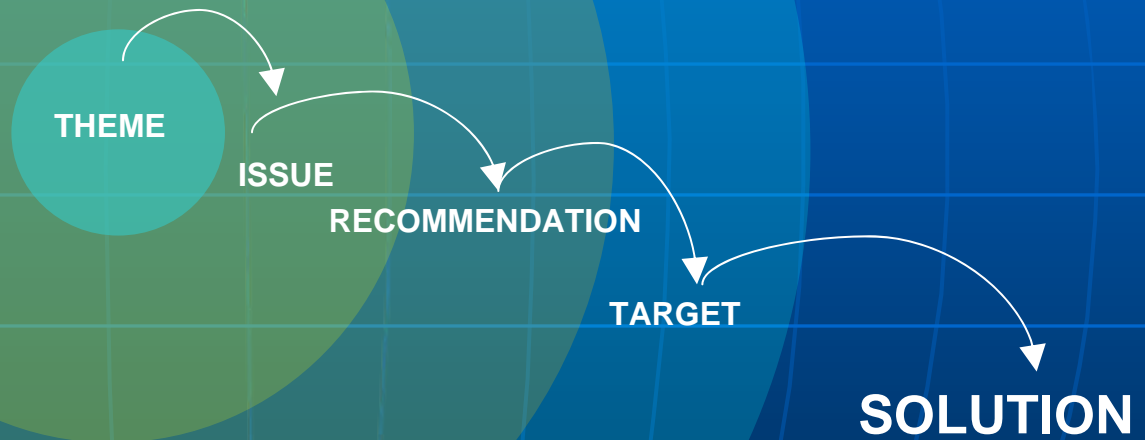 THEME
ISSUE
RECOMMENDATION
TARGET
SOLUTION